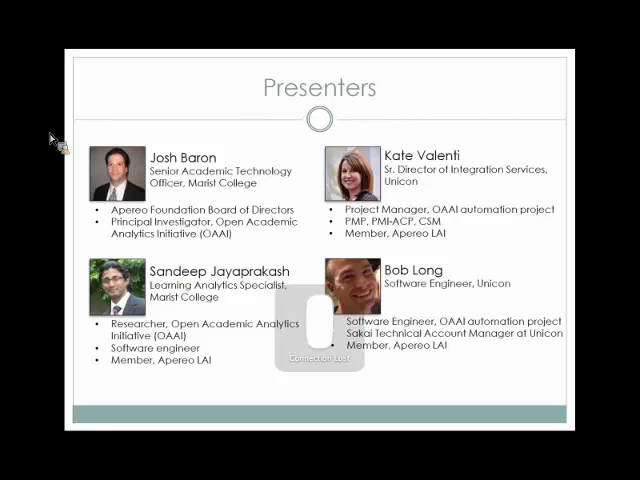 Presenters
Josh Baron
Senior Academic Technology
Officer, Marist College
• Apereo Foundation Board of Directors
• Principal Investigator, Open Academic
Analytics Initiative (OAAI)
Kate Valenti
Sr. Director of Integration Services,
Unicon
• Project Manager, OAAI automation project
• PMP, PMI-ACP, CSM
• Member, Apereo LAI
Sandeep Jayaprakash
Learning Analytics Specialist,
Marist College
• Researcher, Open Academic Analytics
Initiative (OAAI)
• Software engineer
• Member, Apereo LAI
Bob Long
Software Engineer, Unicon
Software Engineer, OAAI automation project
Sakai Technical Account Manager at Unicon
• Member, Apereo LAI
Connection Lost